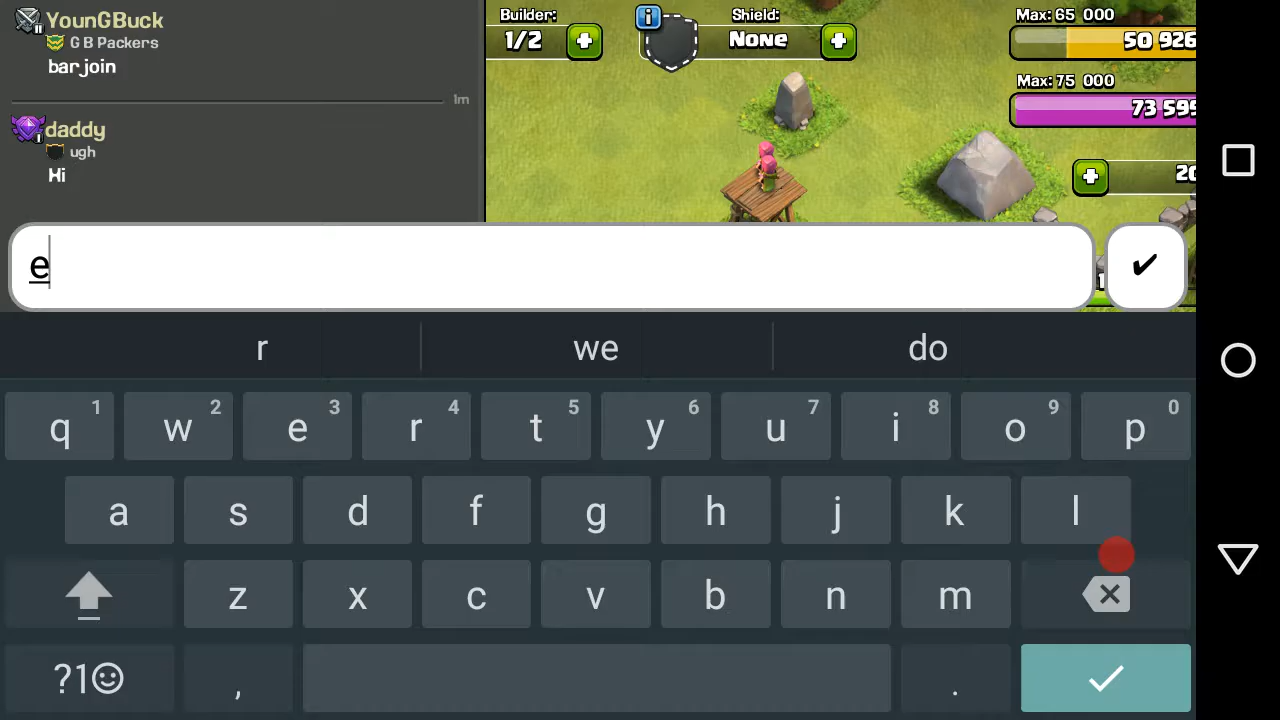 YounGBuck
G B Packers
bar.join
1m
daddy
ugh
Hi
Builder:
1/2
Shield:
None
Max: 65 000
50 926
Max: 75 000
73 599
e
r we do
q 1 w 2 e 3 r 4 t 5 y 6 u 7 i 8 o 9 p 0
a s d f g h j k l
z x c v b n m
?1☺ , .